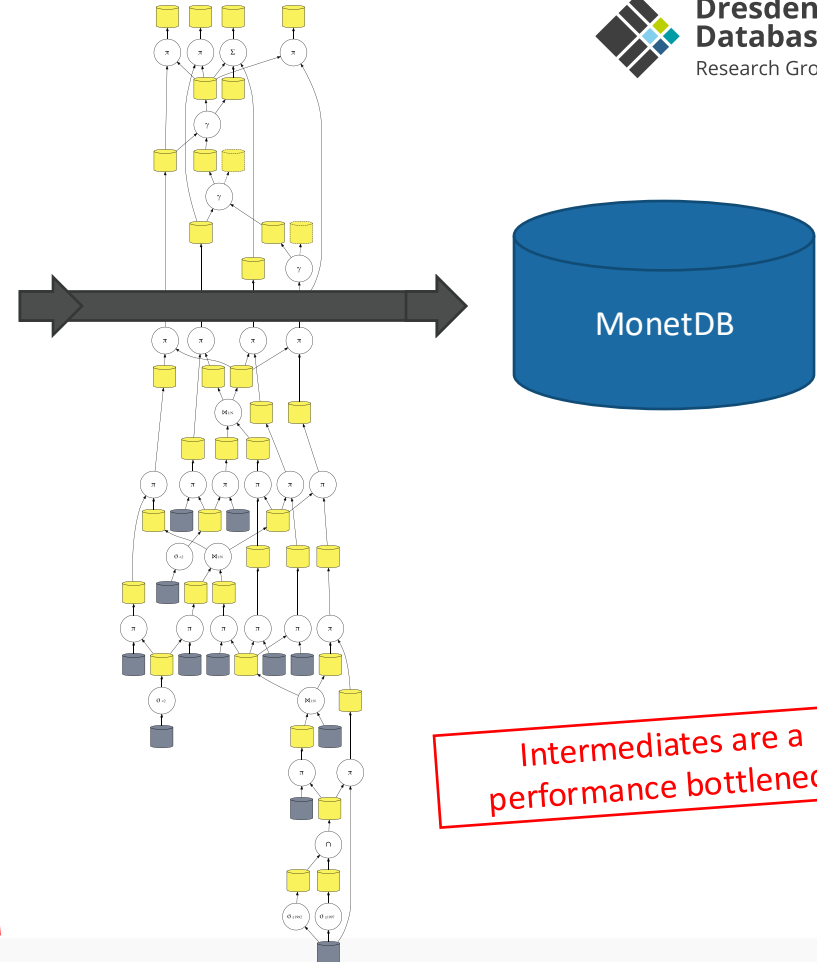 Dresden
Databas
Research Gro
π π Σ π
γ
γ
γ
MonetDB
π π π π
π π π π π π
π π π π π π
Intermediates are a
performance bottlenec
π π
∩